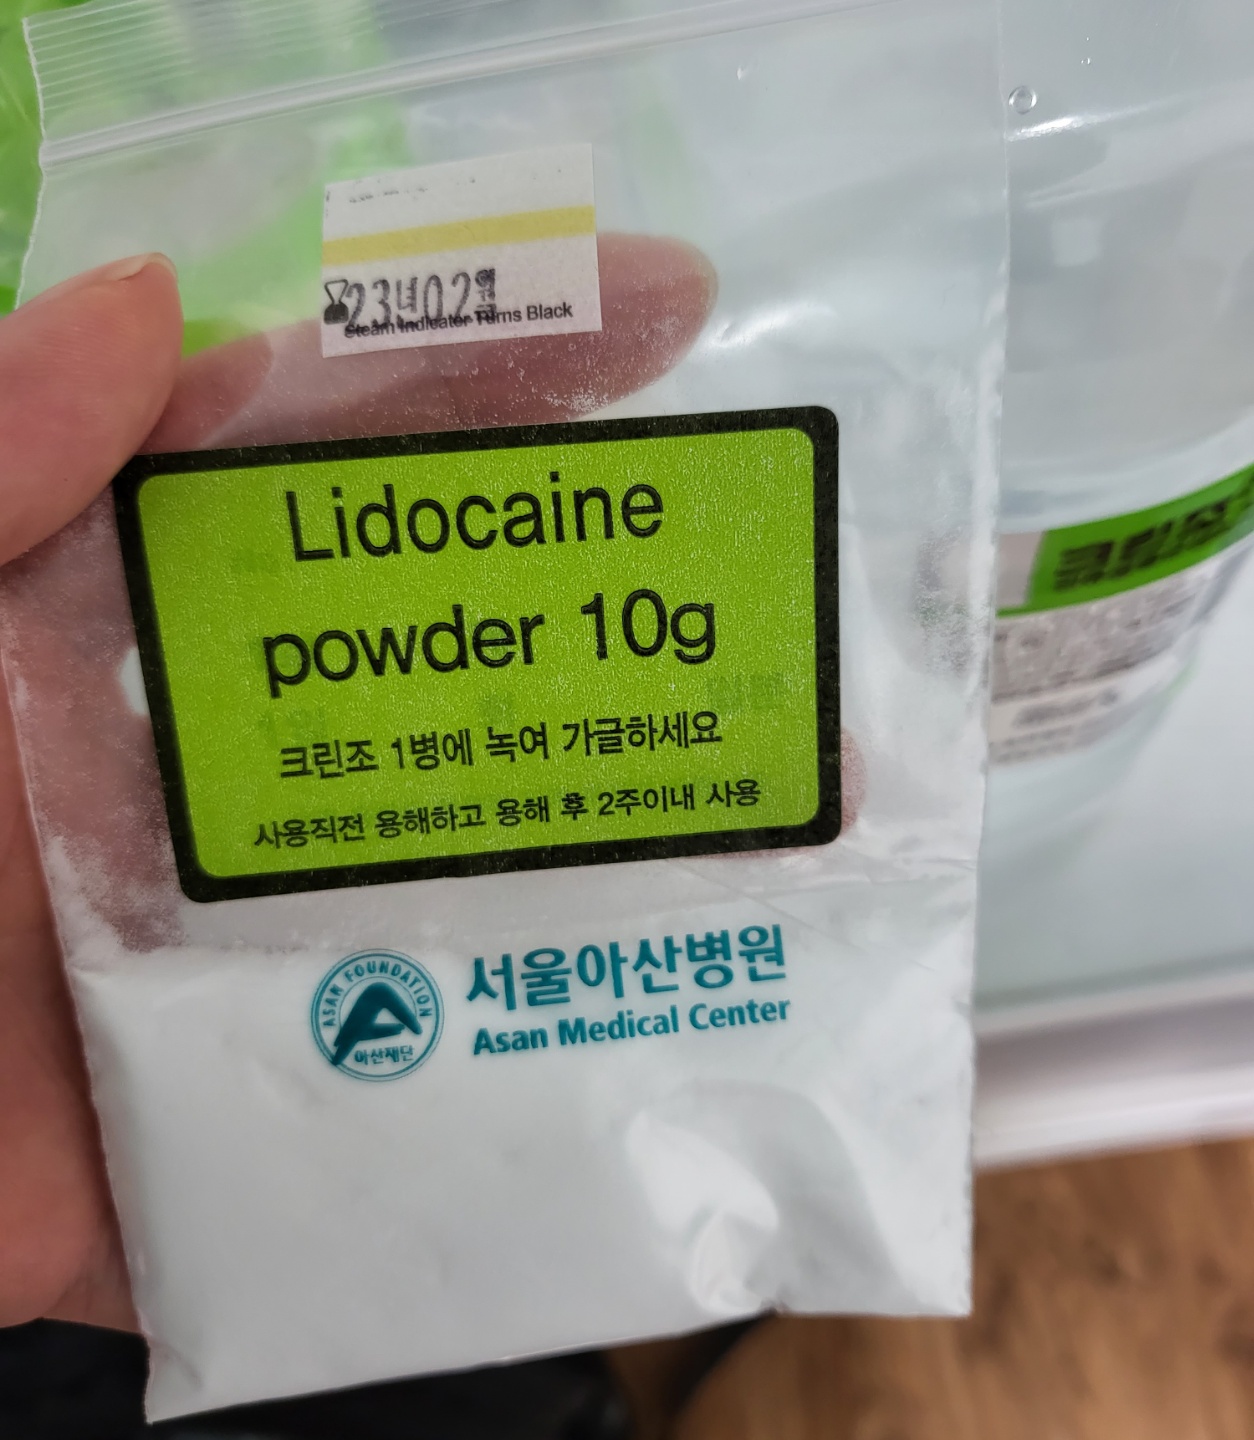 23년02월
Steam Indicator Turns Black
Lidocaine
powder 10g
크린조 1병에 녹여 가글하세요
사용직전 용해하고 용해 후 2주이내 사용
ASAN FOUNDATION
아산재단
서울아산병원
Asan Medical Center
크린조